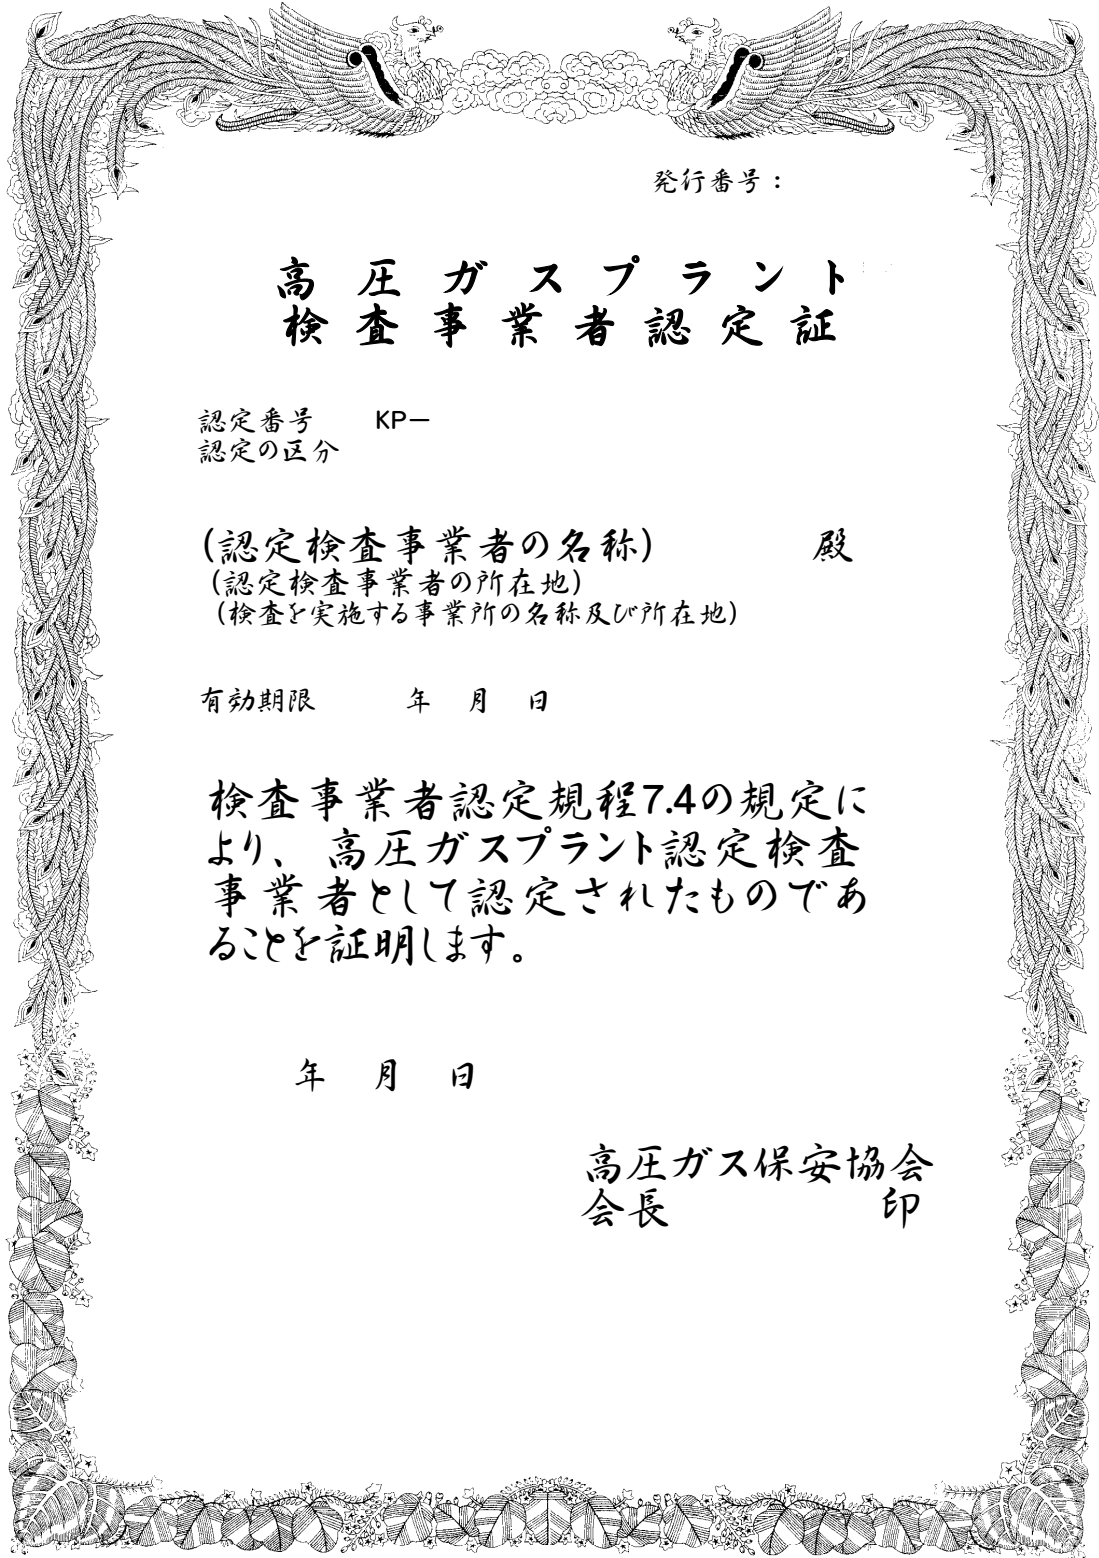 発行番号：
高圧ガスプラント
検査事業者認定証
認定番号　　KP－
認定の区分
（認定検査事業者の名称）　　　　殿
（認定検査事業者の所在地）
（検査を実施する事業所の名称及び所在地）
有効期限　　　年　月　日
検査事業者認定規程7.4の規定に
より、高圧ガスプラント認定検査
事業者として認定されたものであ
ることを証明します。
年　月　日
高圧ガス保安協会
会長　　　　　印